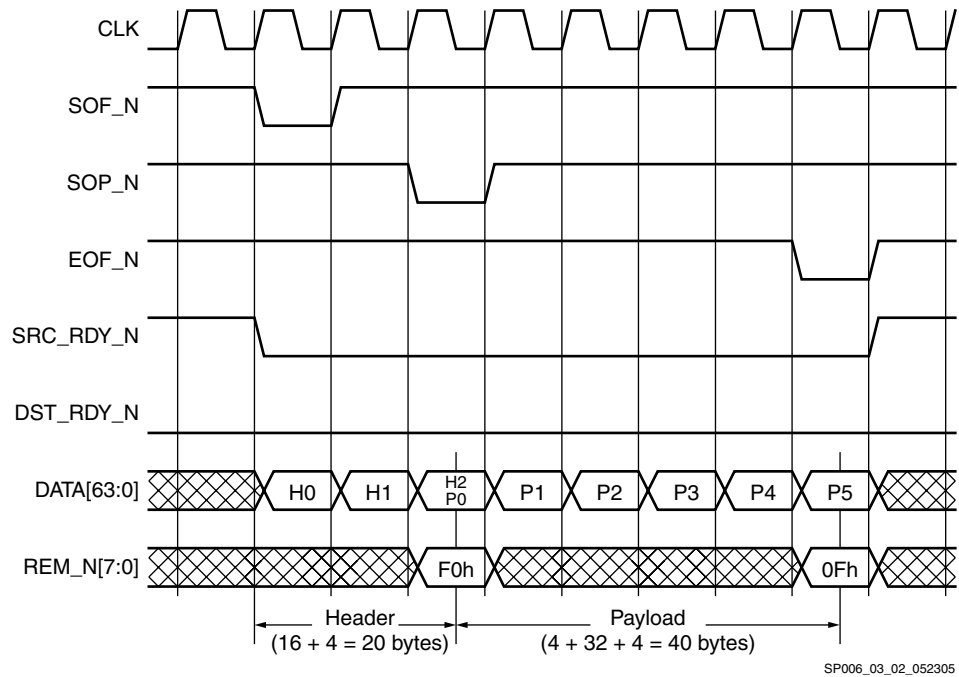 CLK
SOF_N
SOP_N
EOF_N
SRC_RDY_N
DST_RDY_N
DATA[63:0] H0 H1 H2 P0 P1 P2 P3 P4 P5
REM_N[7:0] F0h 0Fh
Header Payload
(16 + 4 = 20 bytes) (4 + 32 + 4 = 40 bytes)
SP006_03_02_052305